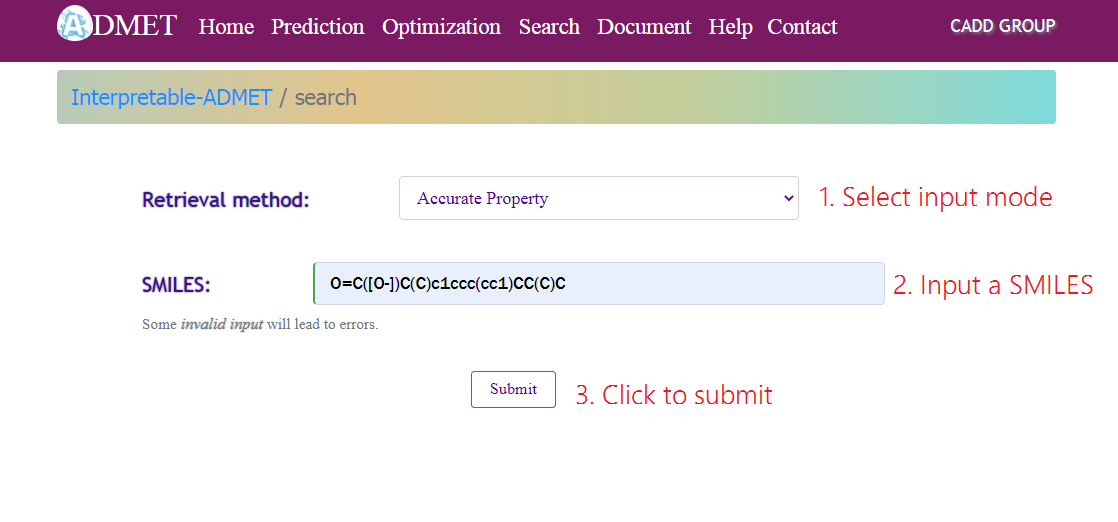 ADMET Home Prediction Optimization Search Document Help Contact CADD GROUP
Interpretable-ADMET / search
Retrieval method: Accurate Property 1. Select input mode
SMILES: O=C([O-])C(C)c1ccc(cc1)CC(C)C 2. Input a SMILES
Some invalid input will lead to errors.
Submit 3. Click to submit